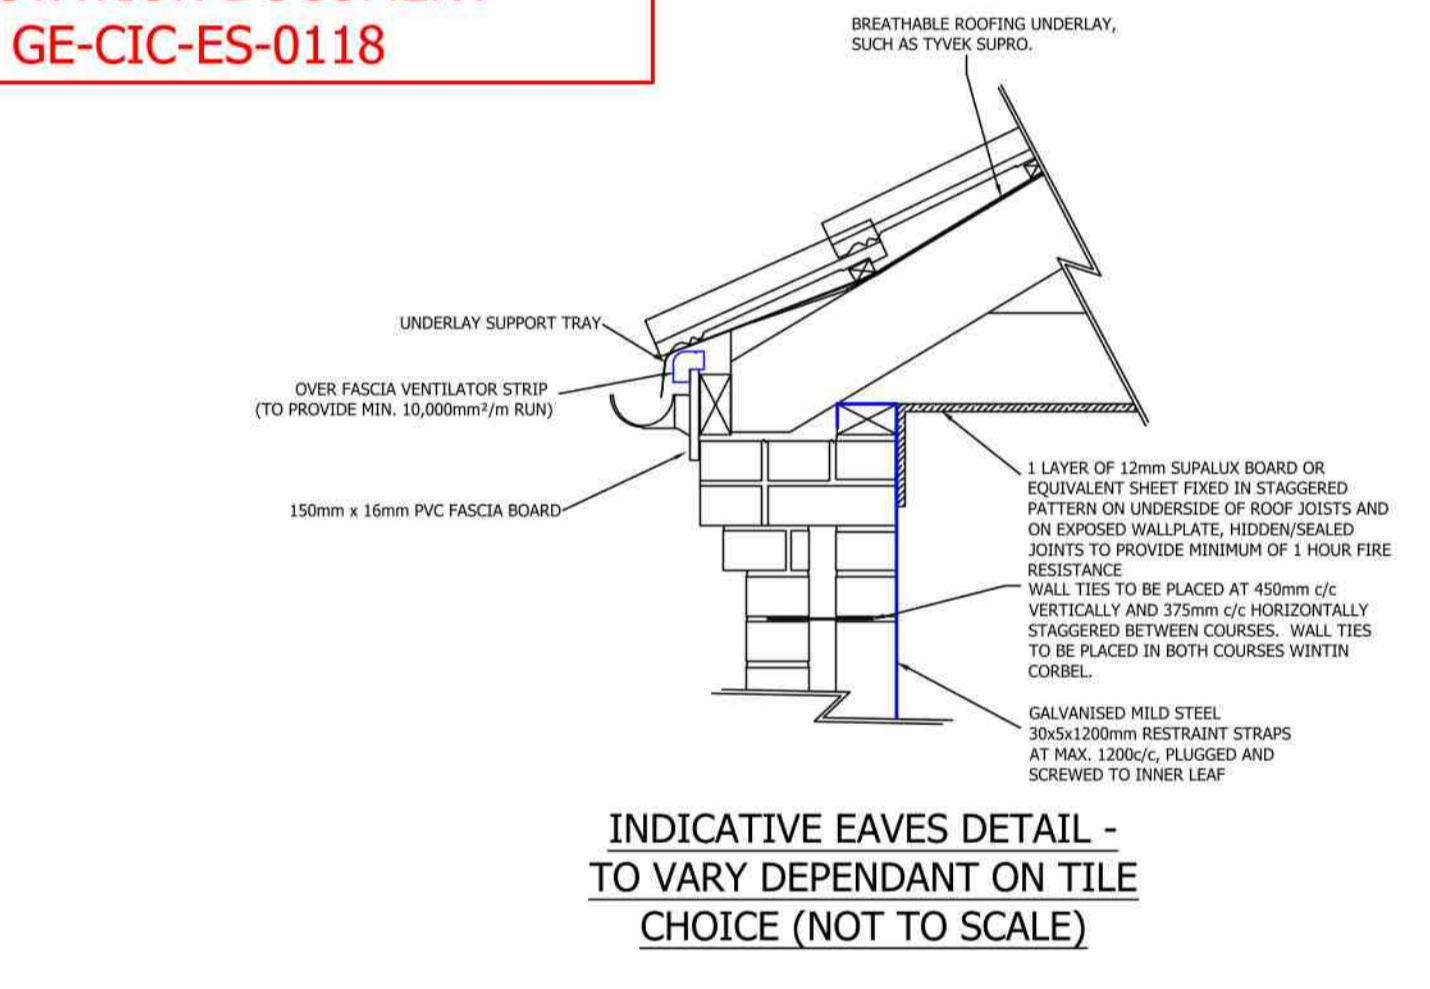 GE-CIC-ES-0118
BREATHABLE ROOFING UNDERLAY,
SUCH AS TYVEK SUPRO.
UNDERLAY SUPPORT TRAY
OVER FASCIA VENTILATOR STRIP
(TO PROVIDE MIN. 10,000mm²/m RUN)
150mm x 16mm PVC FASCIA BOARD
1 LAYER OF 12mm SUPALUX BOARD OR
EQUIVALENT SHEET FIXED IN STAGGERED
PATTERN ON UNDERSIDE OF ROOF JOISTS AND
ON EXPOSED WALLPLATE, HIDDEN/SEALED
JOINTS TO PROVIDE MINIMUM OF 1 HOUR FIRE
RESISTANCE
WALL TIES TO BE PLACED AT 450mm c/c
VERTICALLY AND 375mm c/c HORIZONTALLY
STAGGERED BETWEEN COURSES. WALL TIES
TO BE PLACED IN BOTH COURSES WINTIN
CORBEL.
GALVANISED MILD STEEL
30x5x1200mm RESTRAINT STRAPS
AT MAX. 1200c/c, PLUGGED AND
SCREWED TO INNER LEAF
INDICATIVE EAVES DETAIL -
TO VARY DEPENDANT ON TILE
CHOICE (NOT TO SCALE)